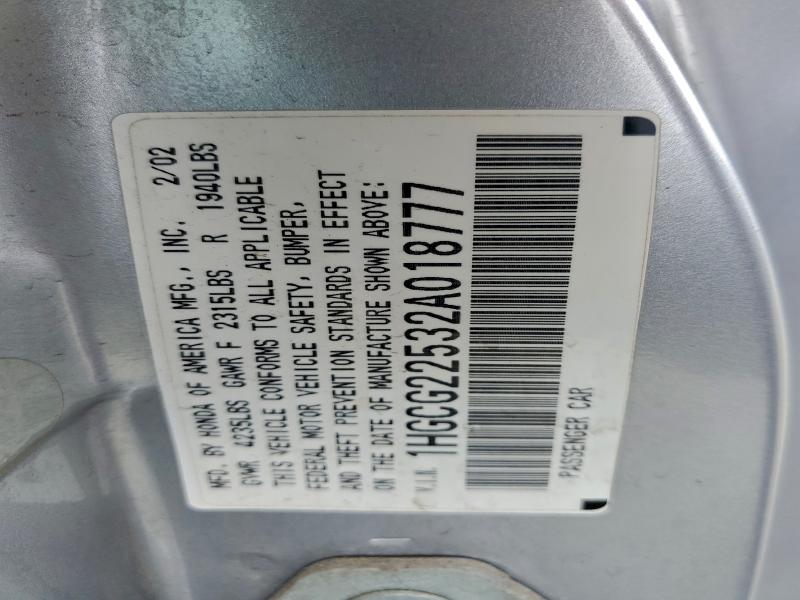 MFD. BY HONDA OF AMERICA MFG., INC. 2/02
GVWR 4235LBS GAWR F 2315LBS R 1940LBS
THIS VEHICLE CONFORMS TO ALL APPLICABLE
FEDERAL MOTOR VEHICLE SAFETY, BUMPER,
AND THEFT PREVENTION STANDARDS IN EFFECT
ON THE DATE OF MANUFACTURE SHOWN ABOVE:
V.I.N. 1HGCG22532A018777
PASSENGER CAR